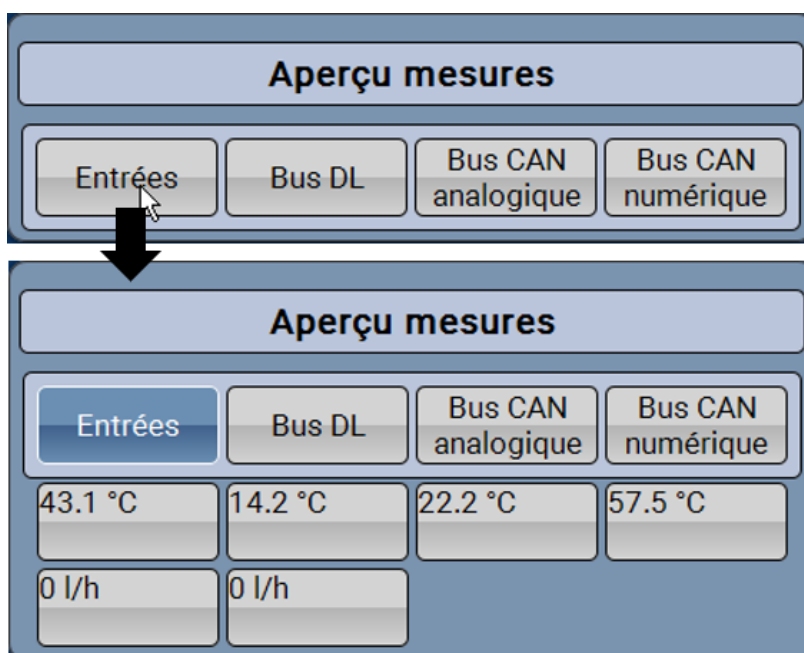 Aperçu mesures
Entrées
Bus DL
Bus CAN
analogique
Bus CAN
numérique
Aperçu mesures
Entrées
Bus DL
Bus CAN
analogique
Bus CAN
numérique
43.1 °C
14.2 °C
22.2 °C
57.5 °C
0 l/h
0 l/h